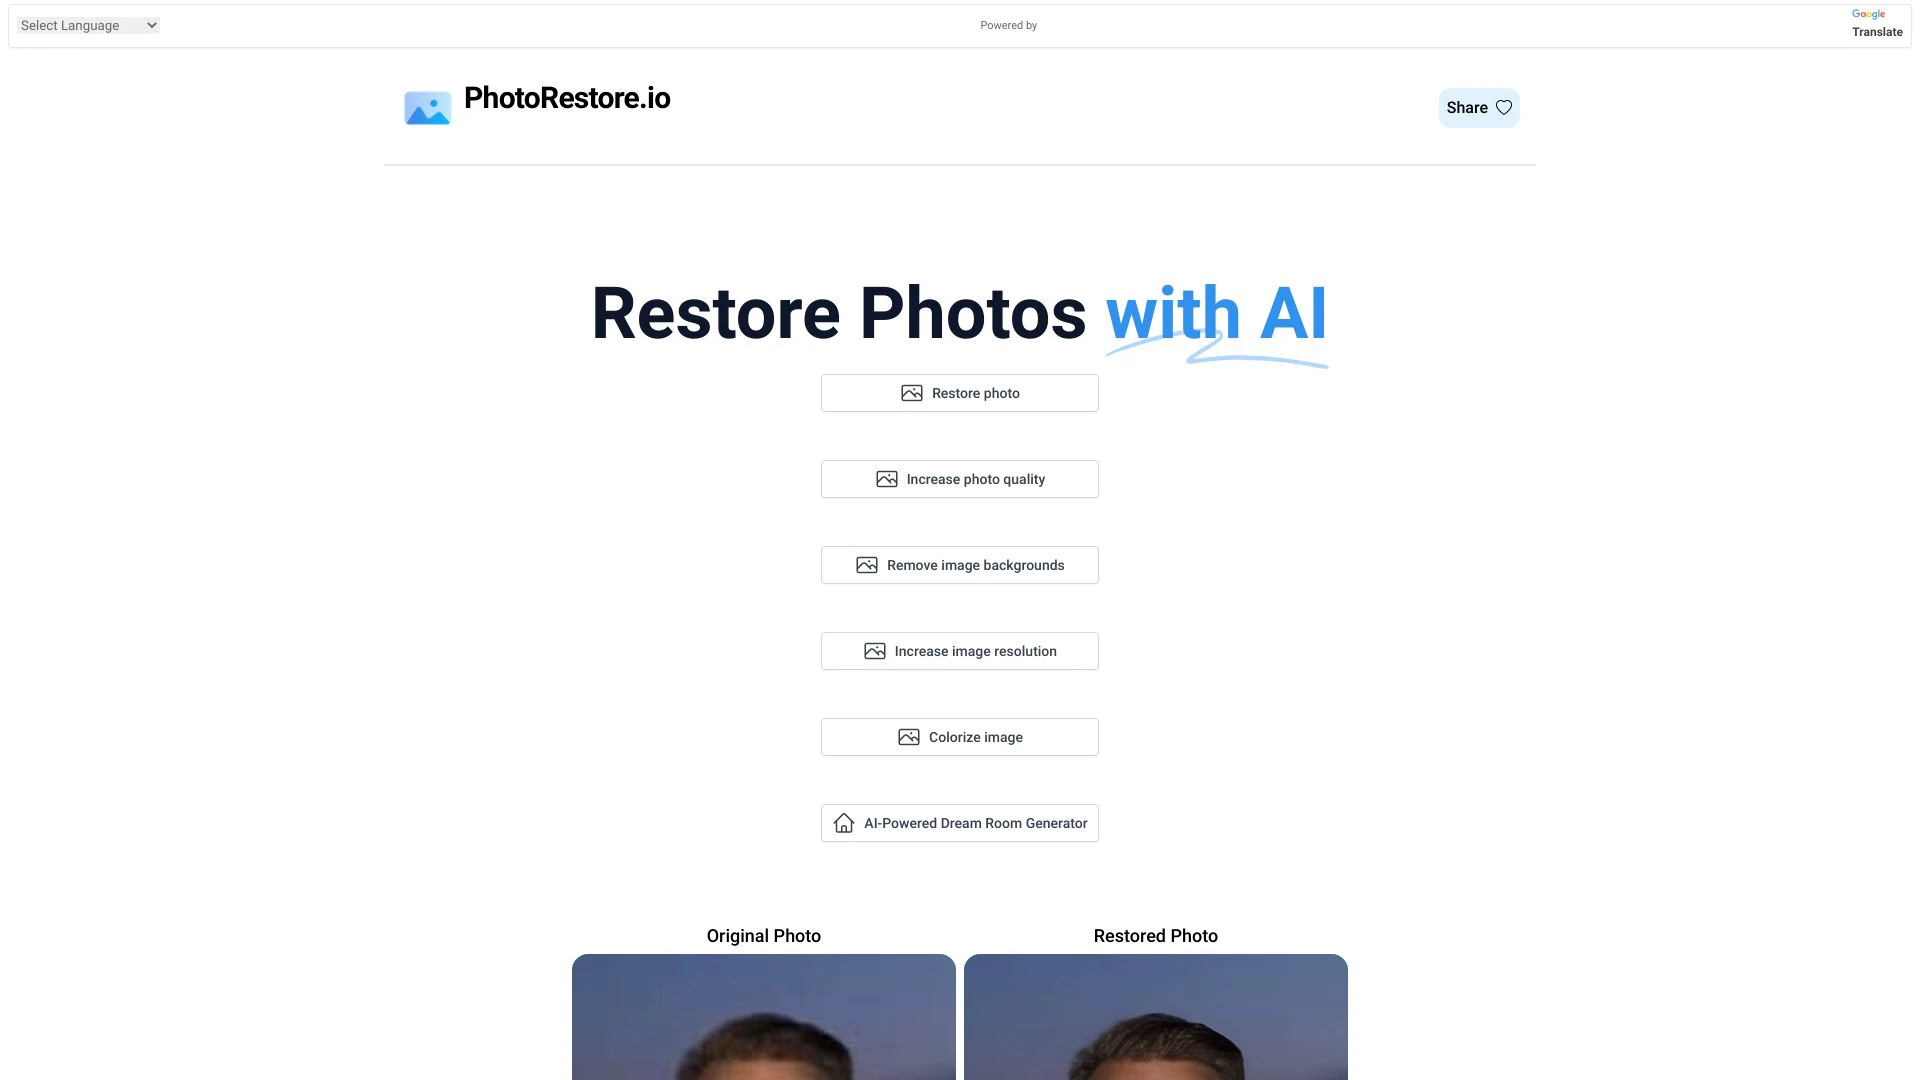 Select Language
Powered by
Google
Translate
PhotoRestore.io
Share
Restore Photos with AI
Restore photo
Increase photo quality
Remove image backgrounds
Increase image resolution
Colorize image
AI-Powered Dream Room Generator
Original Photo
Restored Photo